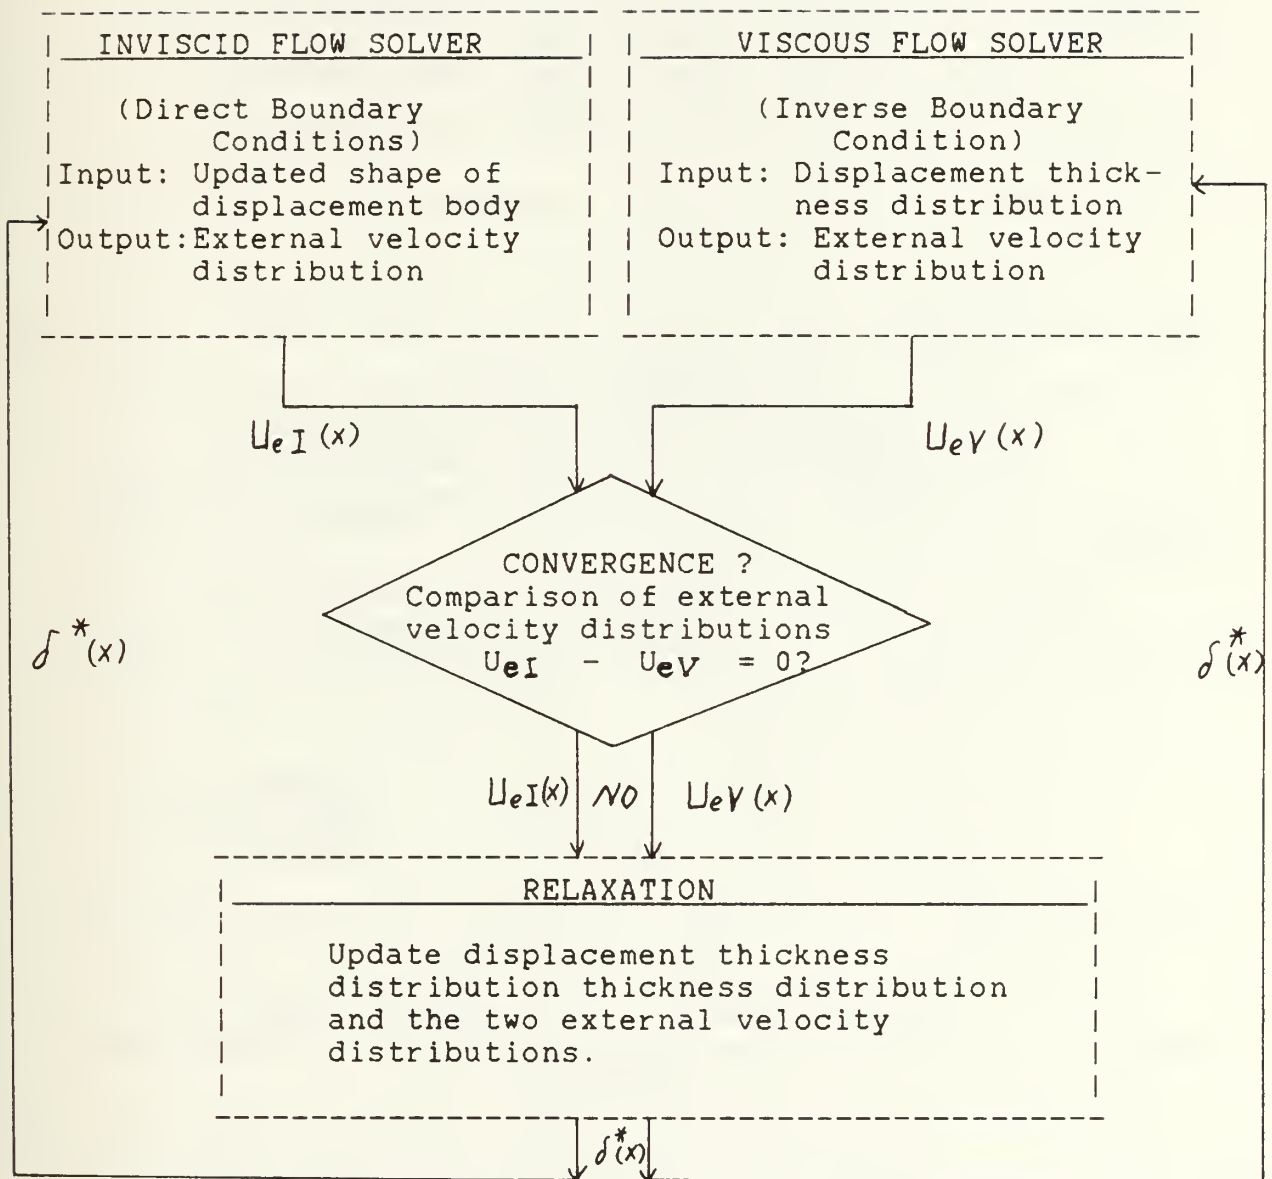 INVISCID FLOW SOLVER
(Direct Boundary
Conditions)
Input: Updated shape of
displacement body
Output:External velocity
distribution
VISCOUS FLOW SOLVER
(Inverse Boundary
Condition)
Input: Displacement thick-
ness distribution
Output: External velocity
distribution
UeI (x)
UeV (x)
CONVERGENCE ?
Comparison of external
velocity distributions
UeI - UeV = 0?
δ*(x)
δ*(x)
UeI(x) NO UeV (x)
RELAXATION
Update displacement thickness
distribution thickness distribution
and the two external velocity
distributions.
δ*(x)